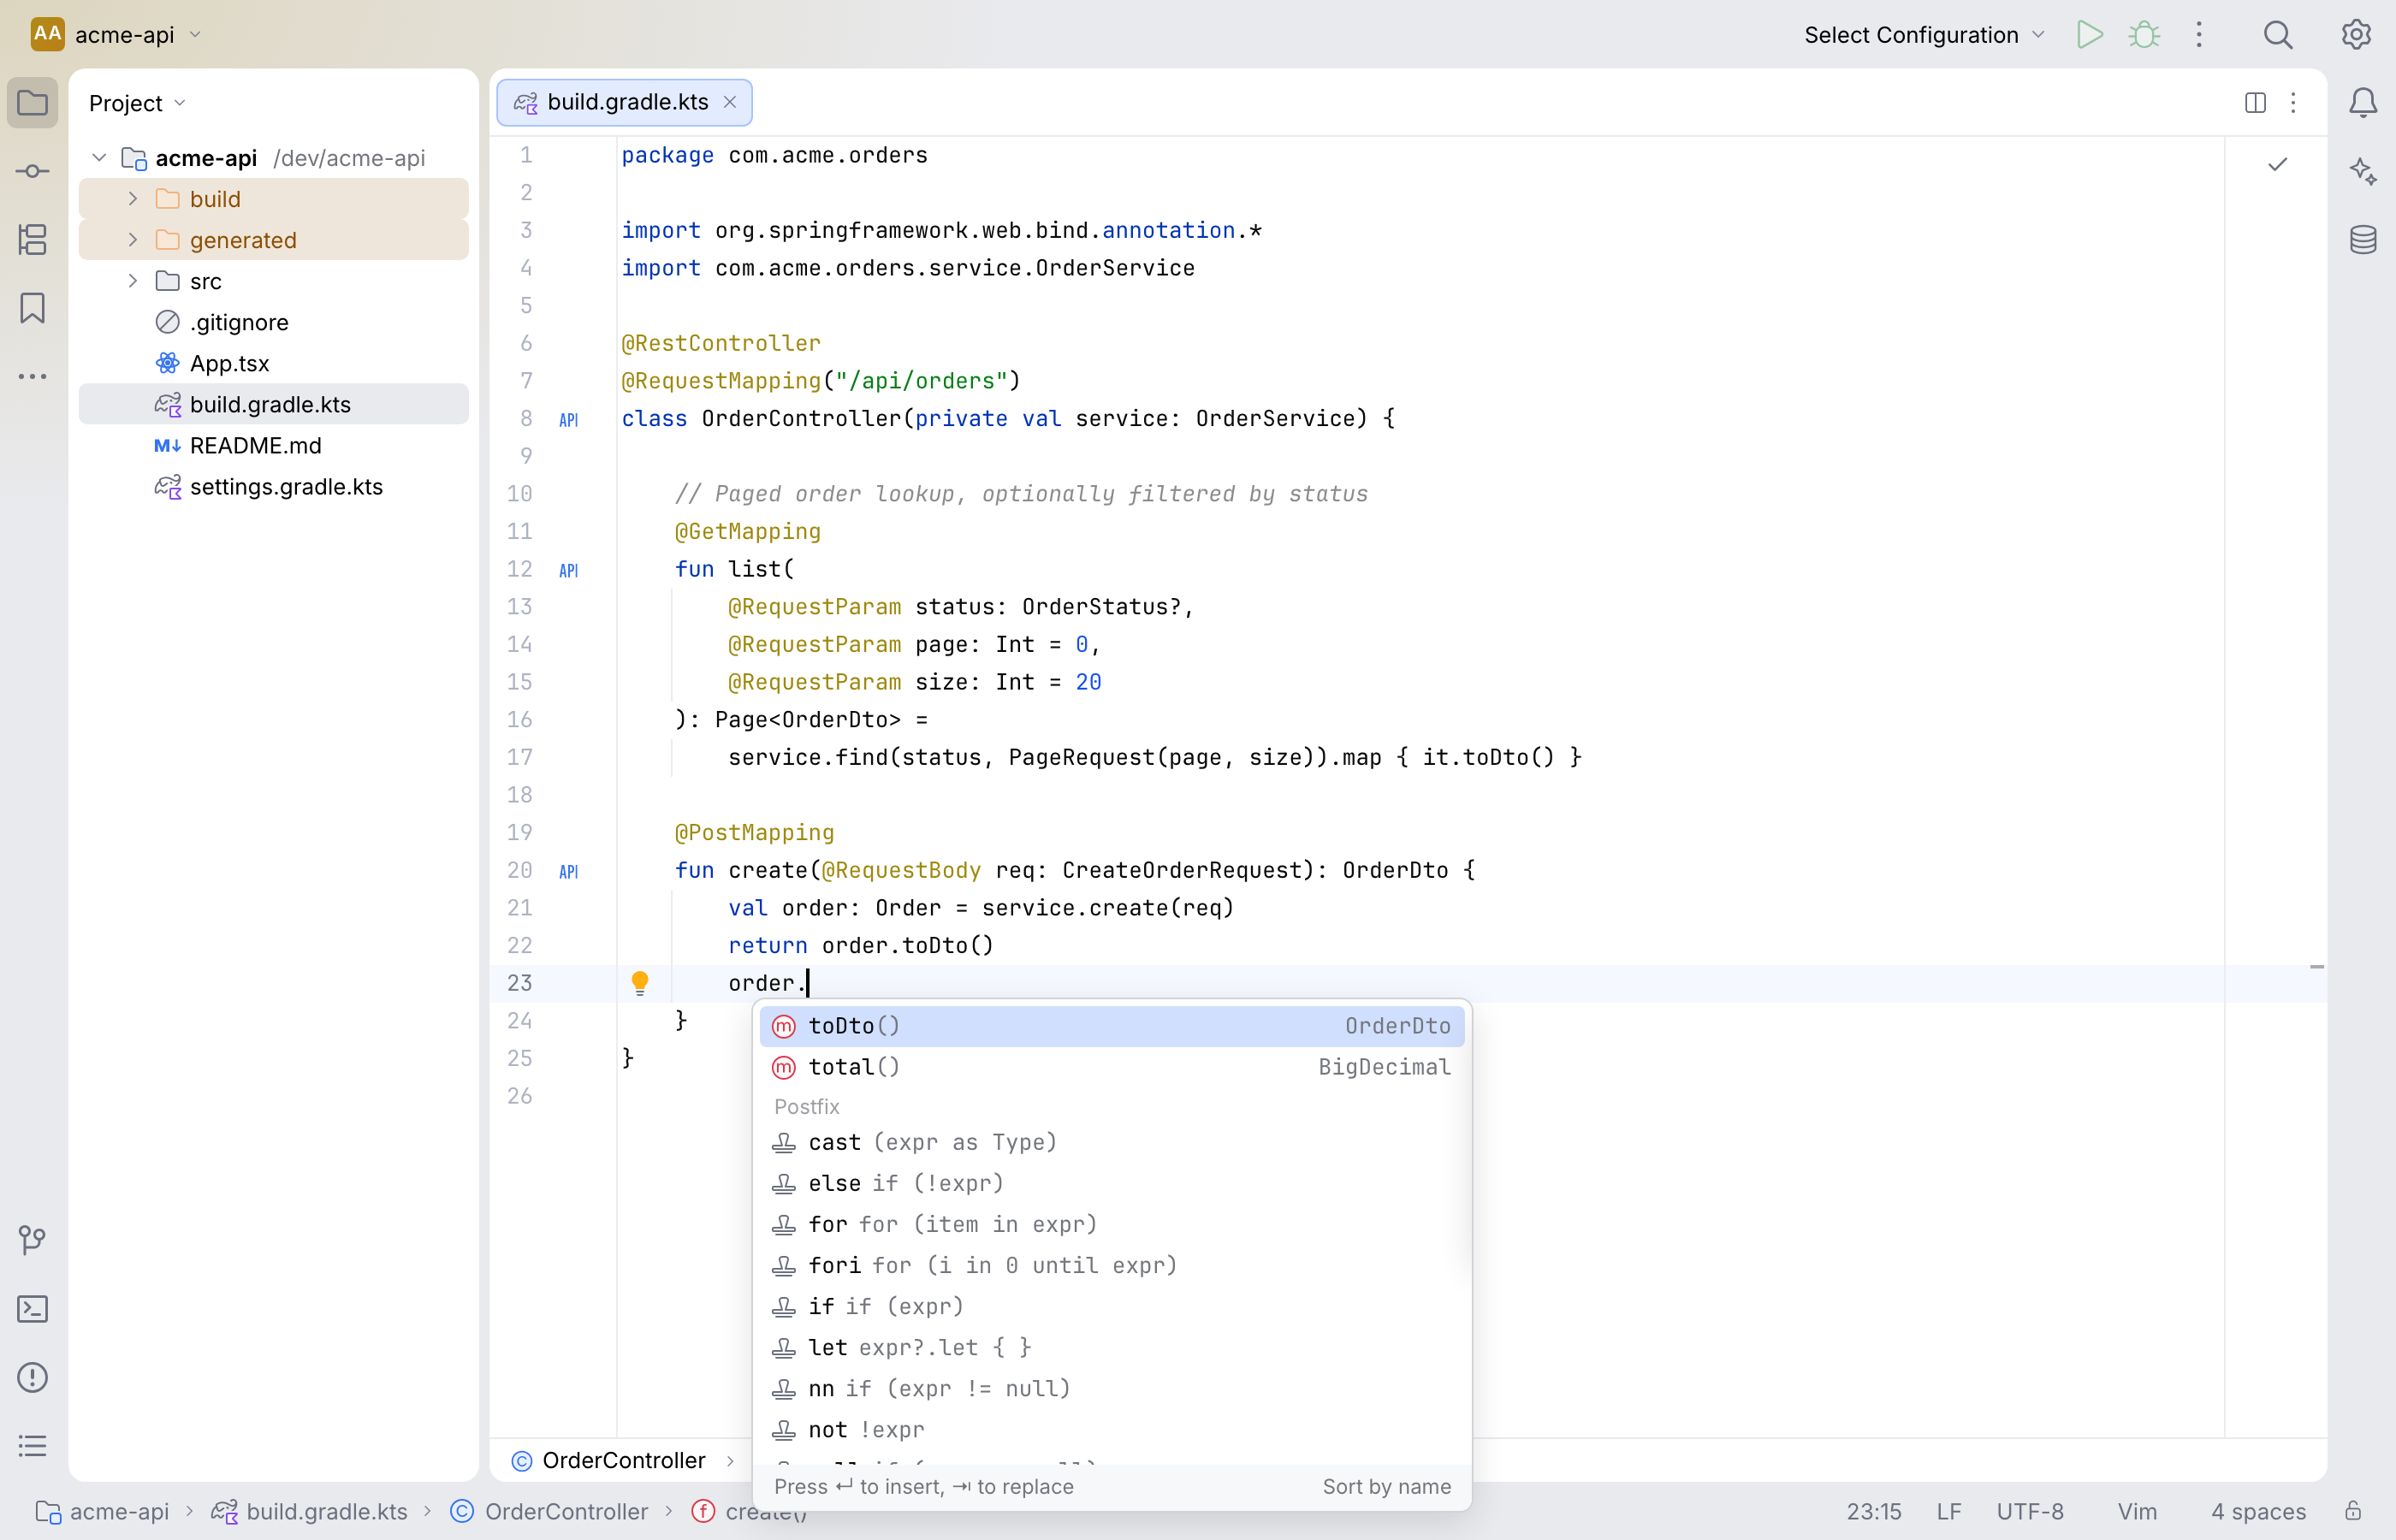 AA acme-api
Select Configuration
Project
acme-api /dev/acme-api
build
generated
src
.gitignore
App.tsx
build.gradle.kts
M↓ README.md
settings.gradle.kts
build.gradle.kts
1 package com.acme.orders
2
3 import org.springframework.web.bind.annotation.*
4 import com.acme.orders.service.OrderService
5
6 @RestController
7 @RequestMapping("/api/orders")
8 API class OrderController(private val service: OrderService) {
9
10 // Paged order lookup, optionally filtered by status
11 @GetMapping
12 API fun list(
13 @RequestParam status: OrderStatus?,
14 @RequestParam page: Int = 0,
15 @RequestParam size: Int = 20
16 ): Page<OrderDto> =
17 service.find(status, PageRequest(page, size)).map { it.toDto() }
18
19 @PostMapping
20 API fun create(@RequestBody req: CreateOrderRequest): OrderDto {
21 val order: Order = service.create(req)
22 return order.toDto()
23 order.
24 }
25 }
26
m toDto() OrderDto
m total() BigDecimal
Postfix
cast (expr as Type)
else if (!expr)
for for (item in expr)
fori for (i in 0 until expr)
if if (expr)
let expr?.let { }
nn if (expr != null)
not !expr
Press ↵ to insert, ⇥ to replace Sort by name
C OrderController
acme-api > build.gradle.kts > C OrderController > f create()
23:15 LF UTF-8 Vim 4 spaces